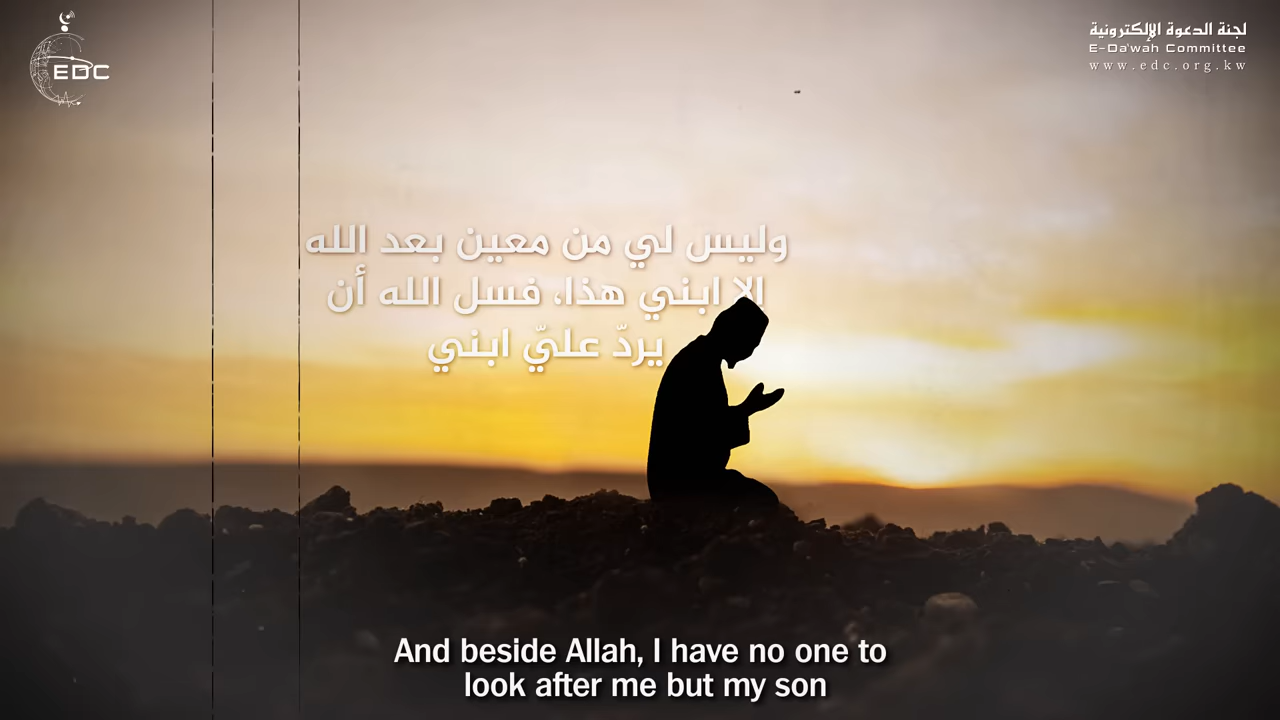 EDC
لجنة الدعوة الإلكترونية
E-Da'wah Committee
www.edc.org.kw
وليس لي من معين بعد الله
إلا ابني هذا، فسل الله أن
يردّ عليّ ابني
And beside Allah, I have no one to
look after me but my son